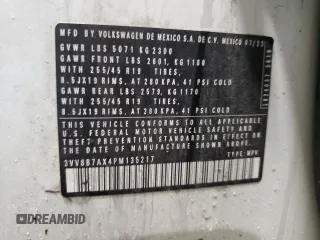 MFD BY VOLKSWAGEN DE MEXICO S.A. DE C.V. MEXICO 07/23
GVWR LBS 5071 KG 2300
GAWR FRONT LBS 2601, KG 1180
WITH 255/45 R19 TIRES,
8.5JX19 RIMS, AT 280KPA, 41 PSI COLD
GAWR REAR LBS 2579, KG 1170
WITH 255/45 R19 TIRES,
8.5JX19 RIMS, AT 280KPA, 41 PSI COLD
THIS VEHICLE CONFORMS TO ALL APPLICABLE
U.S. FEDERAL MOTOR VEHICLE SAFETY AND
THEFT PREVENTION STANDARDS IN EFFECT ON THE
DATE OF MANUFACTURE SHOWN ABOVE.
3VV8B7AX4PM135217 TYPE: MPV
DREAMBID